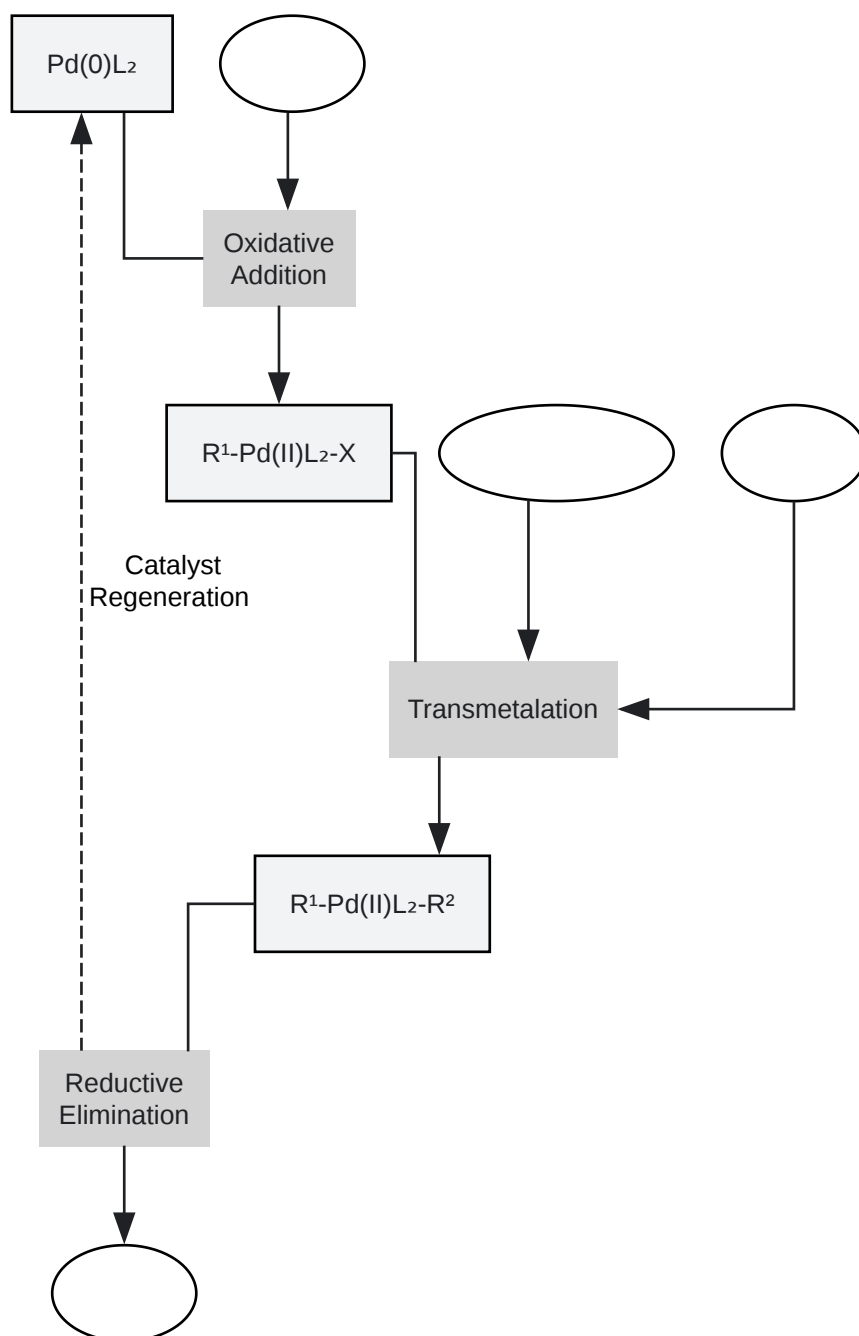 Pd(0)L₂
Oxidative
Addition
R¹-Pd(II)L₂-X
Catalyst
Regeneration
Transmetalation
R¹-Pd(II)L₂-R²
Reductive
Elimination